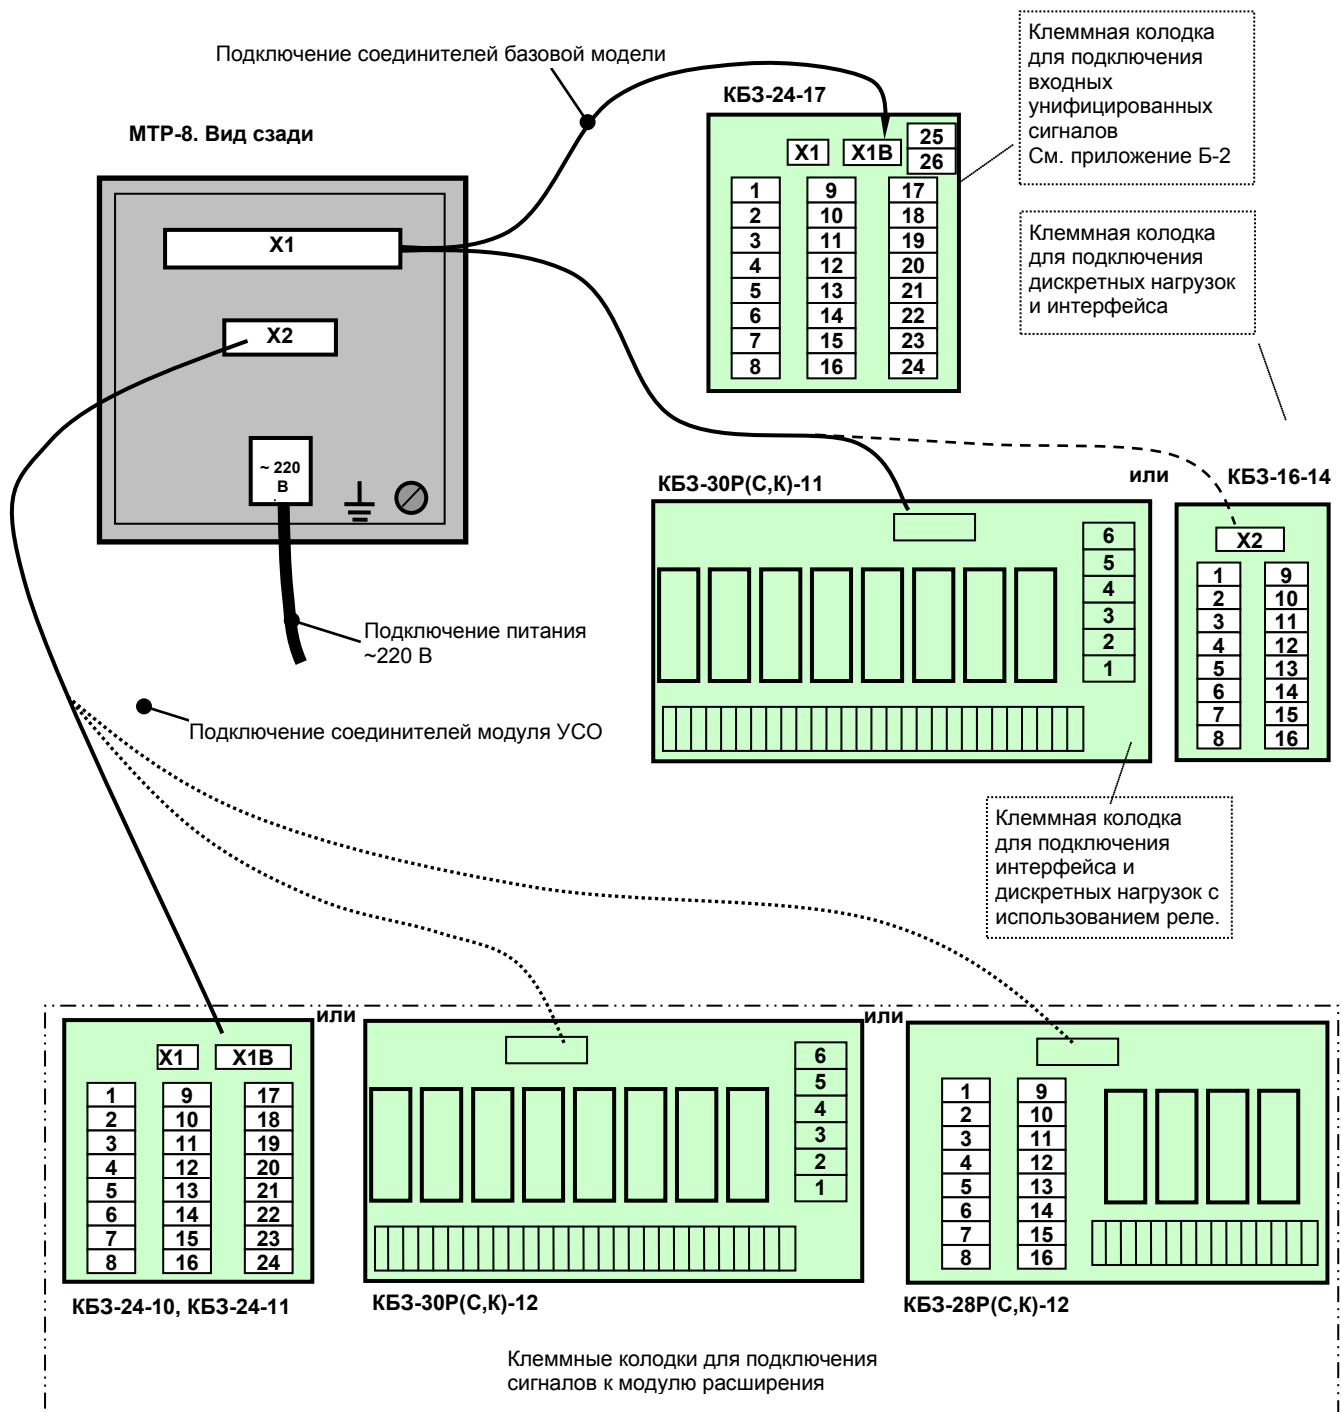 Подключение соединителей базовой модели
МТР-8. Вид сзади
X1
X2
~ 220
В
Подключение питания
~220 В
Подключение соединителей модуля УСО
КБЗ-24-17
X1
X1B
25
26
1
9
17
2
10
18
3
11
19
4
12
20
5
13
21
6
14
22
7
15
23
8
16
24
Клеммная колодка
для подключения
входных
унифицированных
сигналов
См. приложение Б-2
Клеммная колодка
для подключения
дискретных нагрузок
и интерфейса
КБЗ-30Р(С,К)-11
6
5
4
3
2
1
или
КБЗ-16-14
X2
1
9
2
10
3
11
4
12
5
13
6
14
7
15
8
16
Клеммная колодка
для подключения
интерфейса и
дискретных нагрузок с
использованием реле.
X1
X1B
1
9
17
2
10
18
3
11
19
4
12
20
5
13
21
6
14
22
7
15
23
8
16
24
КБЗ-24-10, КБЗ-24-11
или
6
5
4
3
2
1
КБЗ-30Р(С,К)-12
или
1
9
2
10
3
11
4
12
5
13
6
14
7
15
8
16
КБЗ-28Р(С,К)-12
Клеммные колодки для подключения
сигналов к модулю расширения